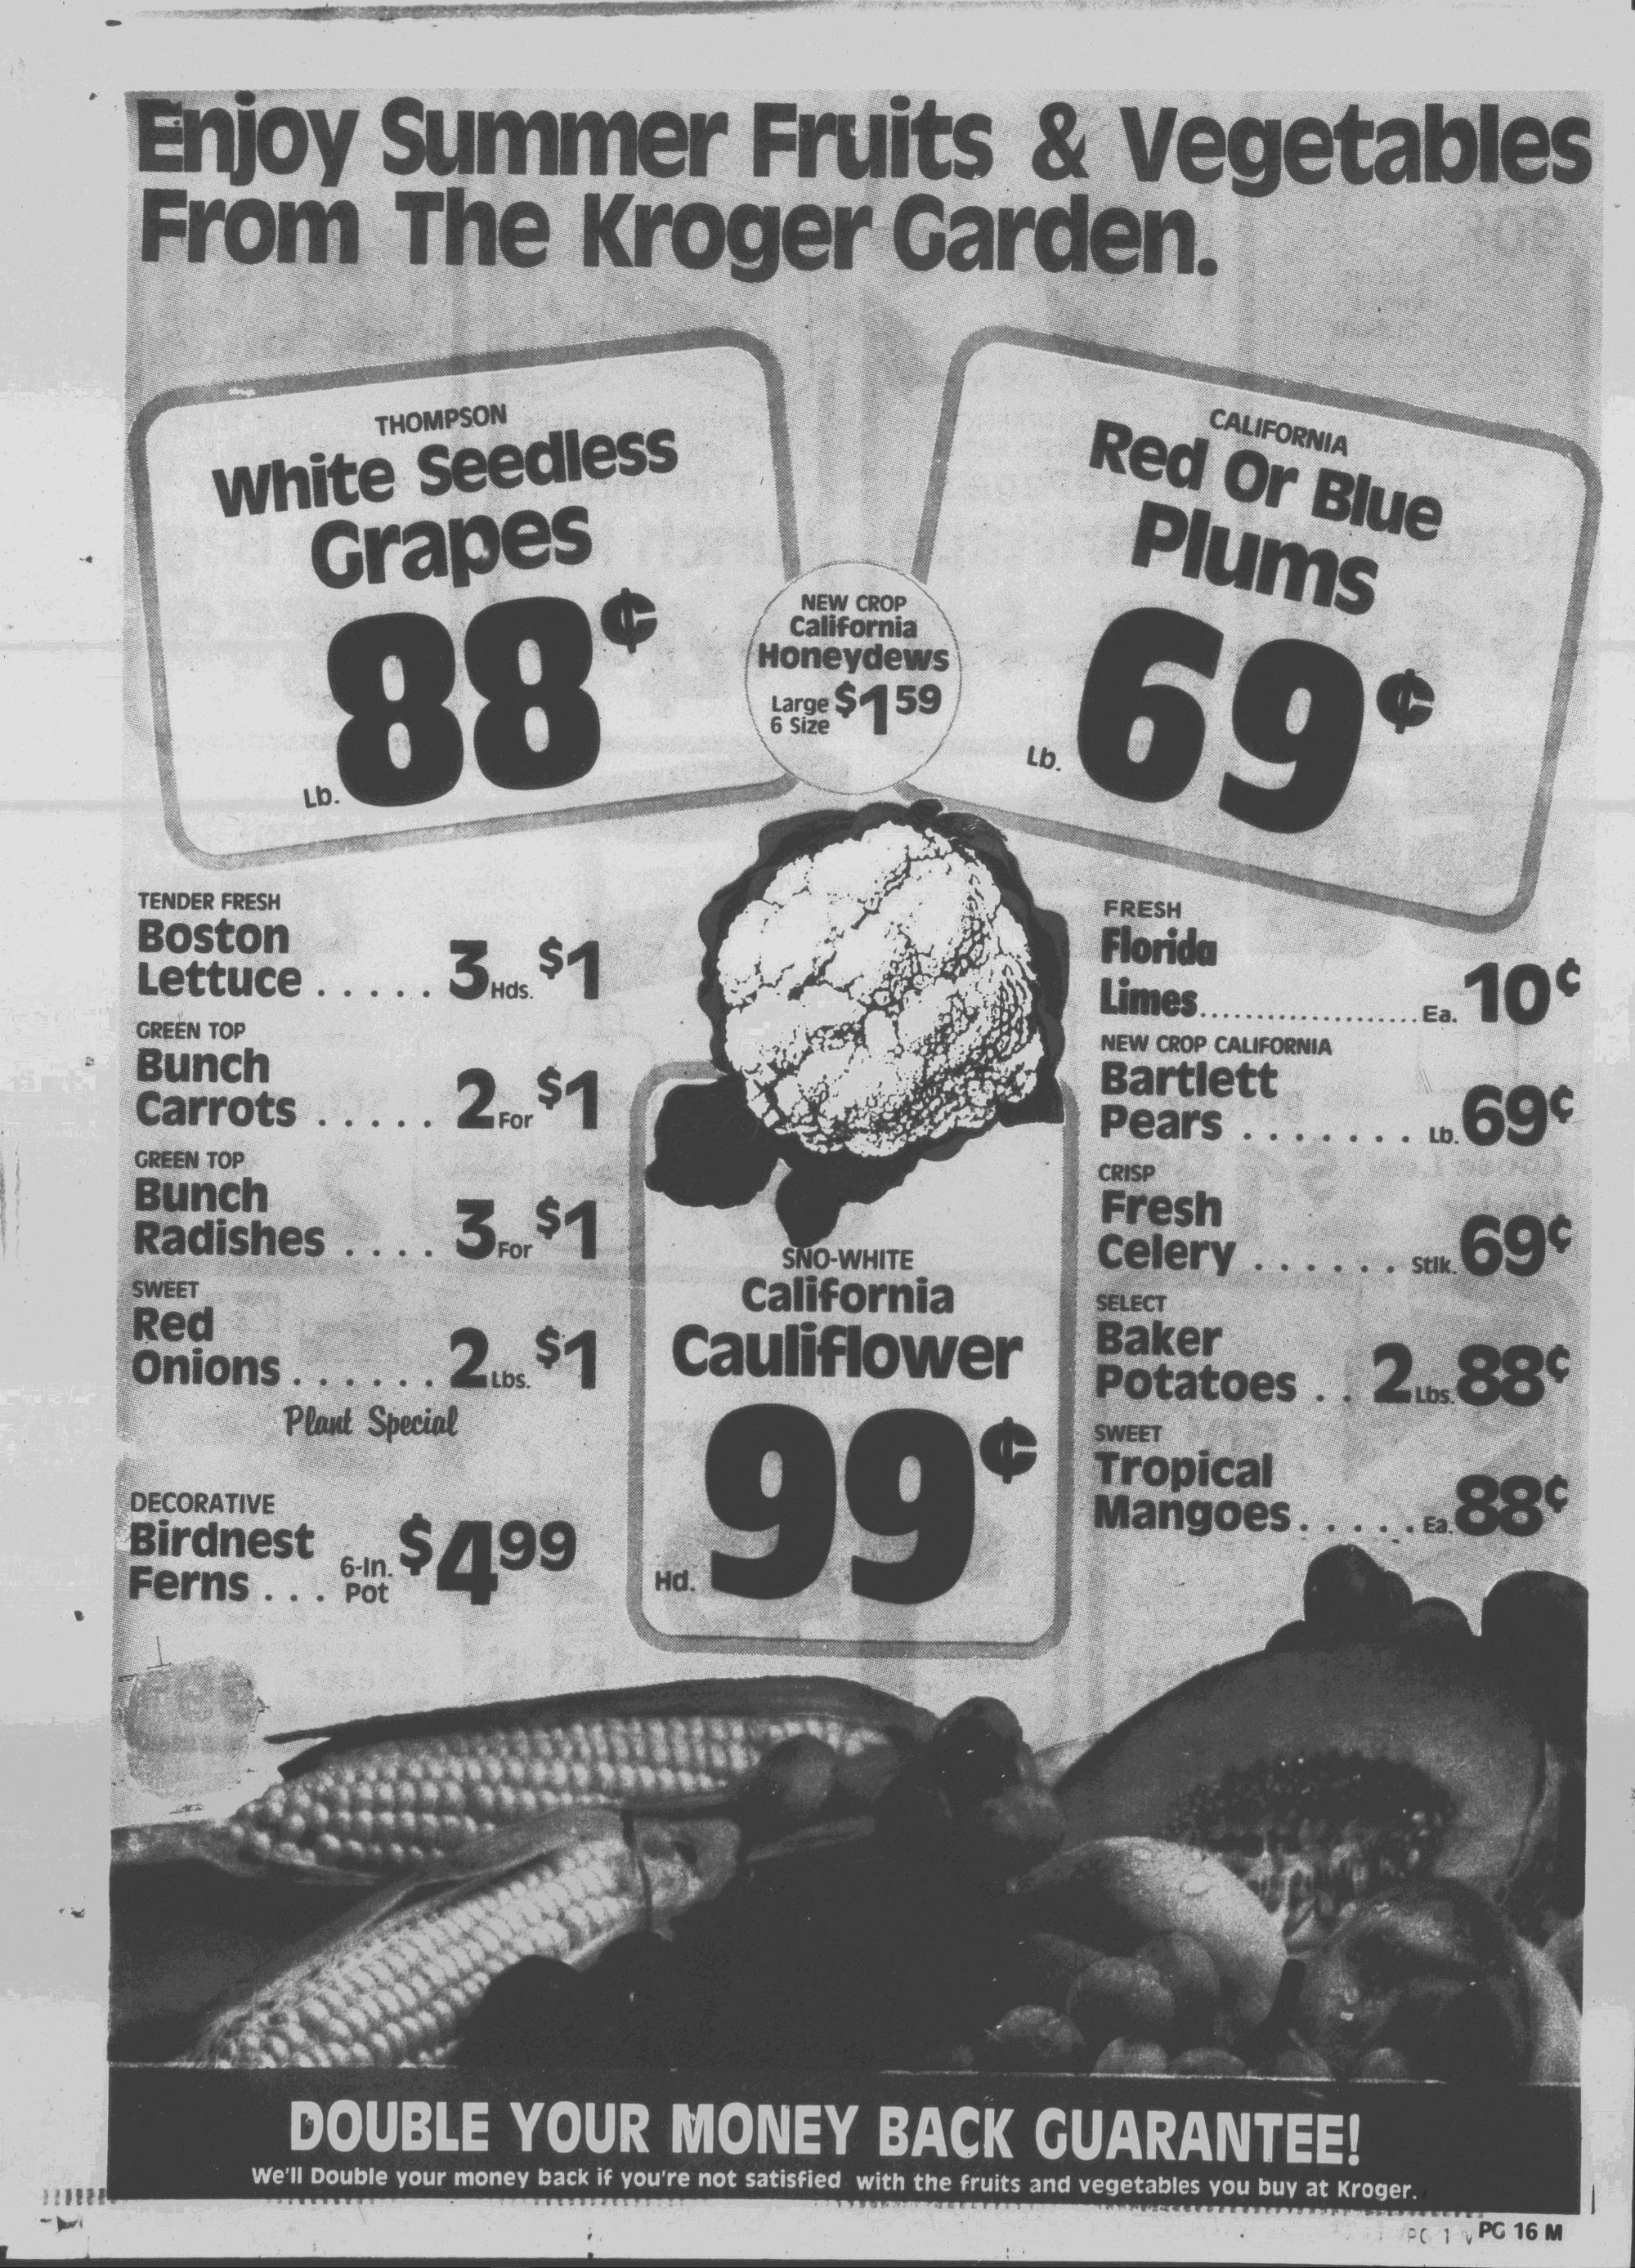 Enjoy Summer Fruits & Vegetables
From The Kroger Garden.
THOMPSON
White Seedless
Grapes
Lb. 88¢
NEW CROP
California
Honeydews
Large
6 Size $1 59
CALIFORNIA
Red Or Blue
Plums
Lb. 69¢
TENDER FRESH
Boston
Lettuce ..... 3 Hds. $1
GREEN TOP
Bunch
Carrots ..... 2 For $1
GREEN TOP
Bunch
Radishes .... 3 For $1
SWEET
Red
Onions ...... 2 Lbs. $1
Plant Special
DECORATIVE
Birdnest
Ferns ... 6-In. Pot $4 99
SNO-WHITE
California
Cauliflower
Hd. 99¢
FRESH
Florida
Limes.................... Ea. 10¢
NEW CROP CALIFORNIA
Bartlett
Pears ....... Lb. 69¢
CRISP
Fresh
Celery ...... Stlk. 69¢
SELECT
Baker
Potatoes .. 2 Lbs. 88¢
SWEET
Tropical
Mangoes..... Ea. 88¢
DOUBLE YOUR MONEY BACK GUARANTEE!
We'll Double your money back if you're not satisfied with the fruits and vegetables you buy at Kroger.
PG 16 M